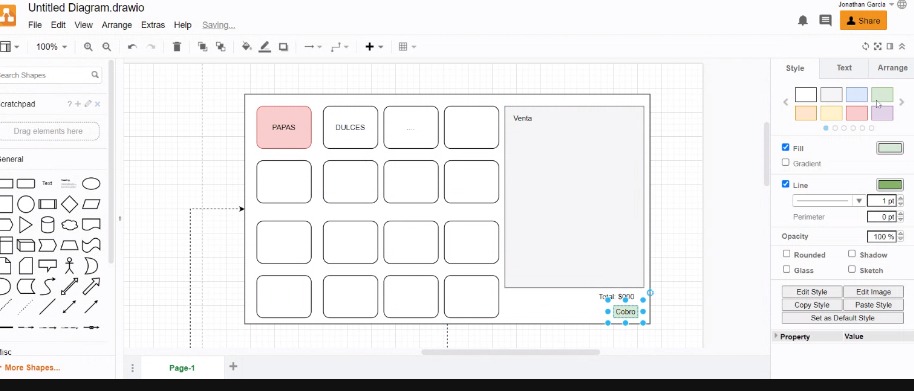 Untitled Diagram.drawio
Jonathan Garcia
File Edit View Arrange Extras Help Saving...
Share
100%
Search Shapes
Scratchpad
Drag elements here
General
Text
Misc
+ More Shapes...
PAPAS
DULCES
....
Venta
Total $000
Cobro
Page-1
Style Text Arrange
Fill
Gradient
Line
1 pt
Perimeter 0 pt
Opacity 100 %
Rounded Shadow
Glass Sketch
Edit Style Edit Image
Copy Style Paste Style
Set as Default Style
Property Value